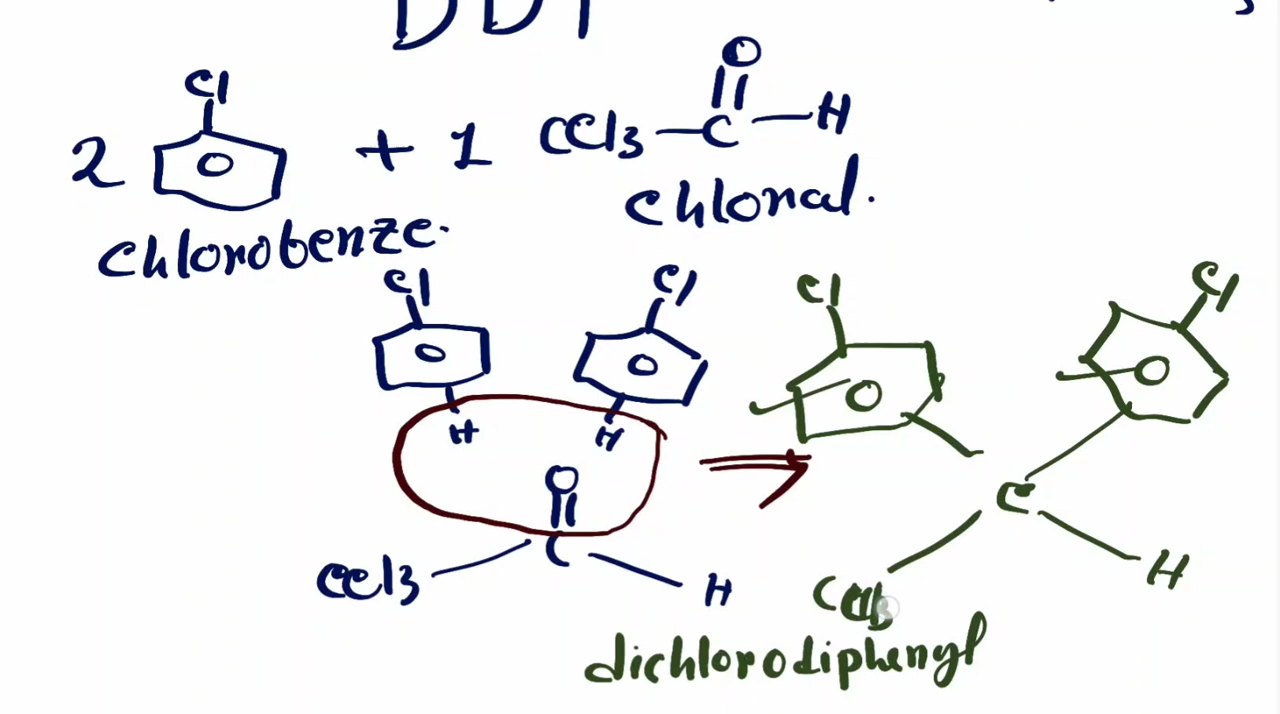 DDT
Cl
O
2 + 1 CCl3 – C – H
chlorobenze.
chloral.
Cl Cl Cl Cl
O O O O
H H
O
C
C
CCl3 H
CCl3 H
dichlorodiphenyl